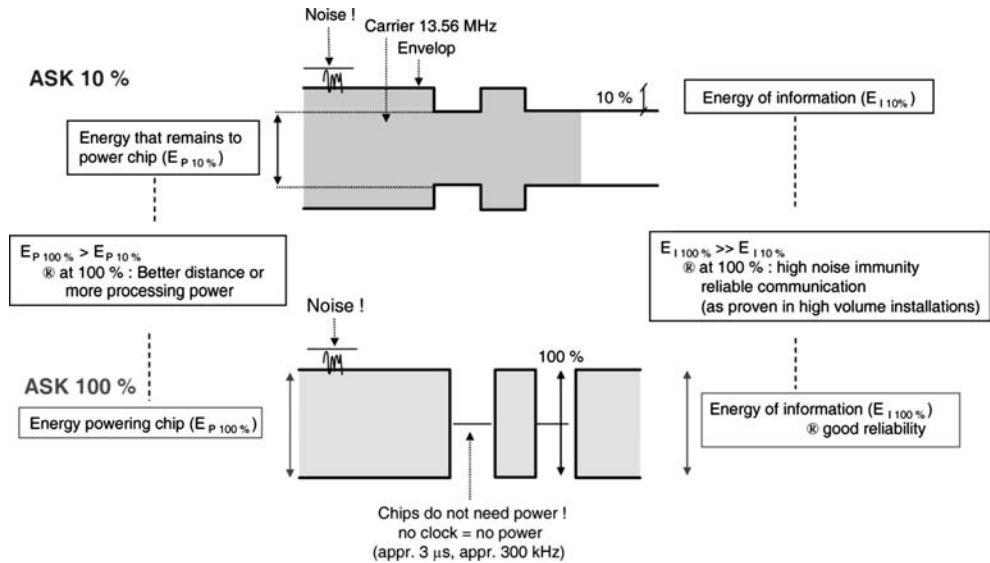 Noise !
Carrier 13.56 MHz
Envelop
ASK 10 %
10 %
Energy of information (E I 10%)
Energy that remains to
power chip (E P 10 %)
E P 100 % > E P 10 %
® at 100 % : Better distance or
more processing power
E I 100 % >> E I 10 %
® at 100 % : high noise immunity
reliable communication
(as proven in high volume installations)
Noise !
100 %
ASK 100 %
Energy powering chip (E P 100 %)
Energy of information (E I 100%)
® good reliability
Chips do not need power !
no clock = no power
(appr. 3 μs, appr. 300 kHz)